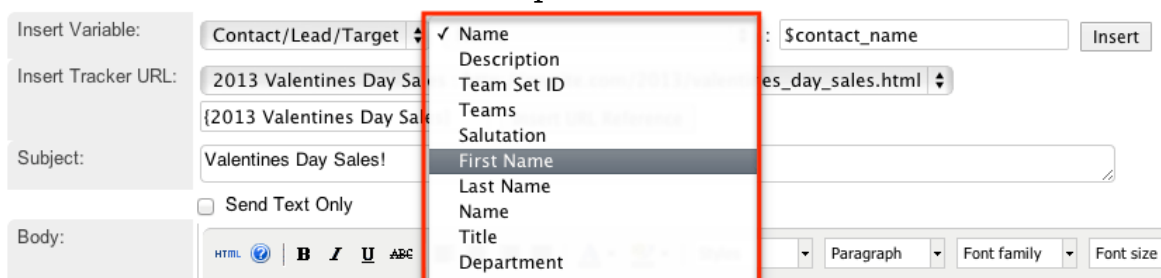 Insert Variable: Contact/Lead/Target ✓ Name : $contact_name Insert
Description
Insert Tracker URL: 2013 Valentines Day Sa es_day_sales.html
Team Set ID
Teams
{2013 Valentines Day Sale
Salutation
Subject: Valentines Day Sales! First Name
Last Name
Send Text Only Name
Title
Body: HTML B I U ABC Paragraph Font family Font size
Department